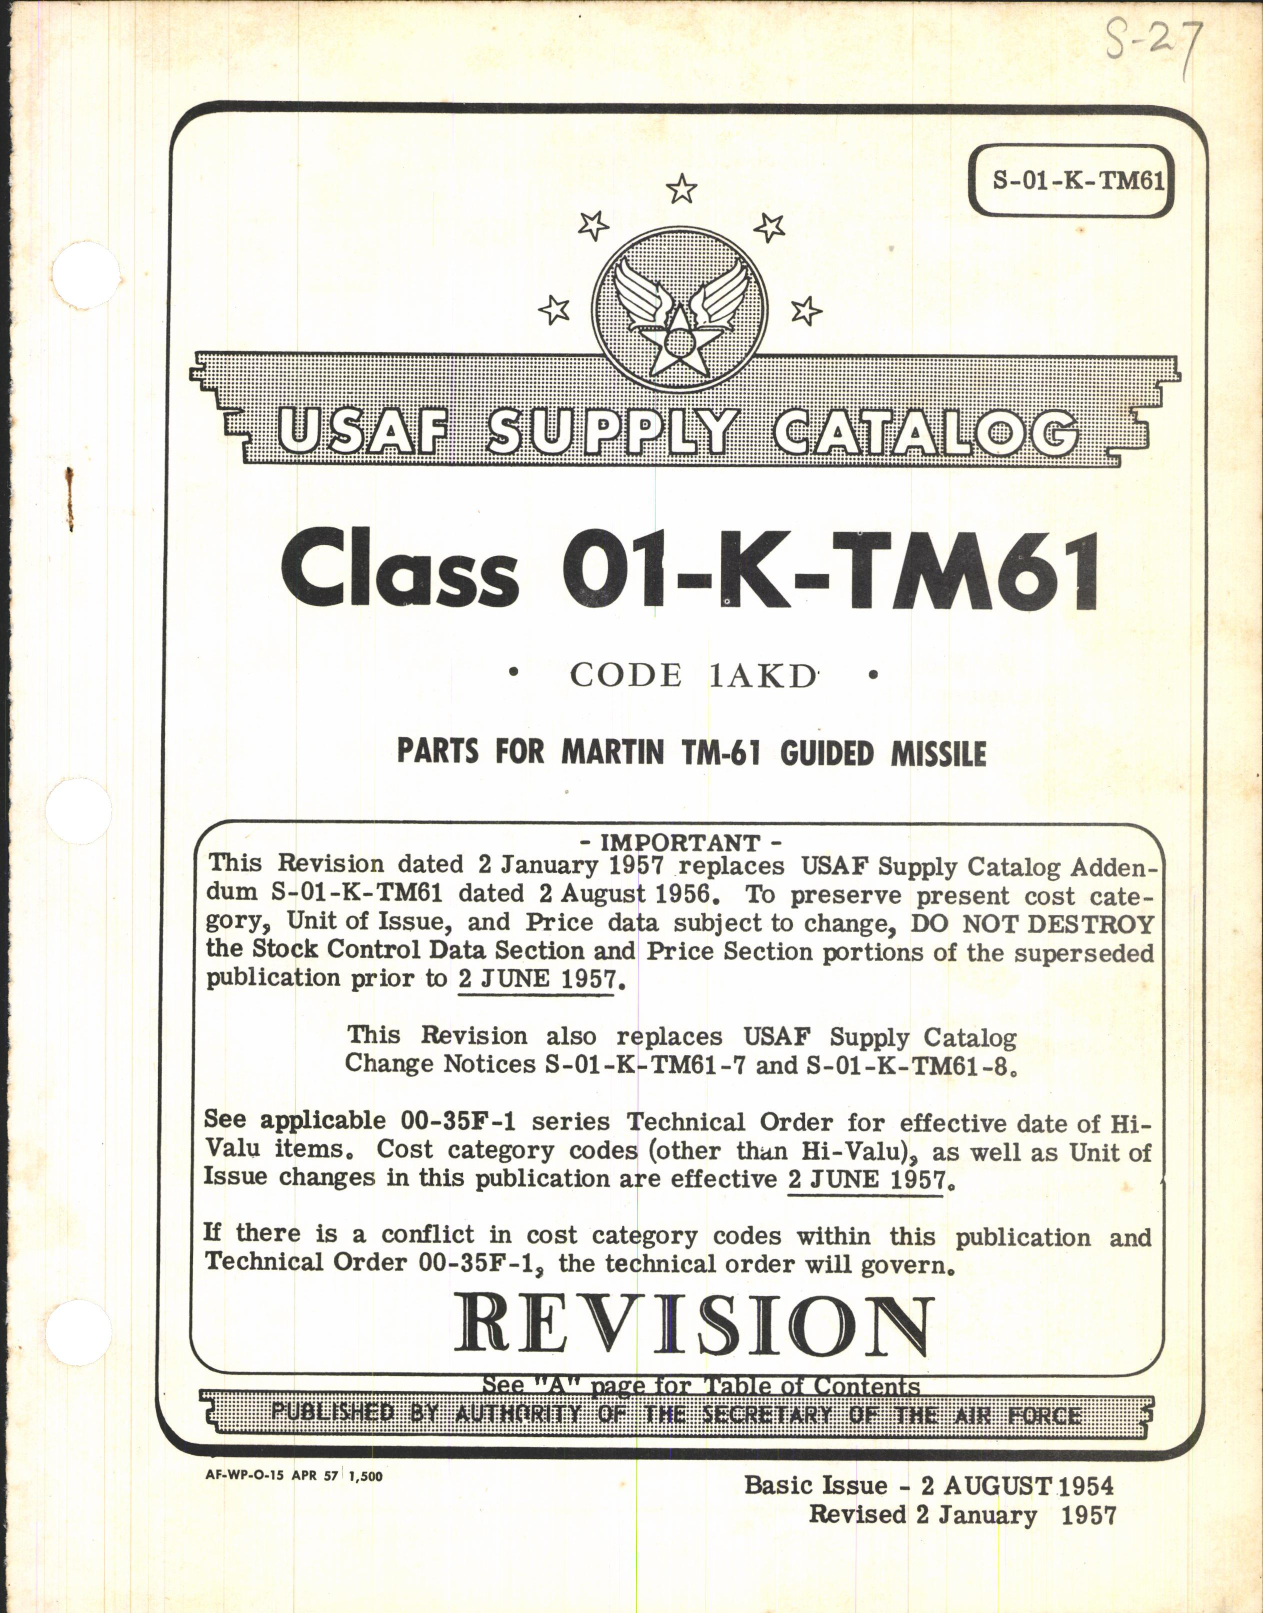 S-27
S-01-K-TM61
USAF SUPPLY CATALOG
Class 01-K-TM61
• CODE 1AKD •
PARTS FOR MARTIN TM-61 GUIDED MISSILE
- IMPORTANT -
This Revision dated 2 January 1957 replaces USAF Supply Catalog Adden-
dum S-01-K-TM61 dated 2 August 1956. To preserve present cost cate-
gory, Unit of Issue, and Price data subject to change, DO NOT DESTROY
the Stock Control Data Section and Price Section portions of the superseded
publication prior to 2 JUNE 1957.
This Revision also replaces USAF Supply Catalog
Change Notices S-01-K-TM61-7 and S-01-K-TM61-8.
See applicable 00-35F-1 series Technical Order for effective date of Hi-
Valu items. Cost category codes (other than Hi-Valu), as well as Unit of
Issue changes in this publication are effective 2 JUNE 1957.
If there is a conflict in cost category codes within this publication and
Technical Order 00-35F-1, the technical order will govern.
REVISION
See "A" page for Table of Contents
PUBLISHED BY AUTHORITY OF THE SECRETARY OF THE AIR FORCE
AF-WP-O-15 APR 57 1,500
Basic Issue - 2 AUGUST 1954
Revised 2 January 1957